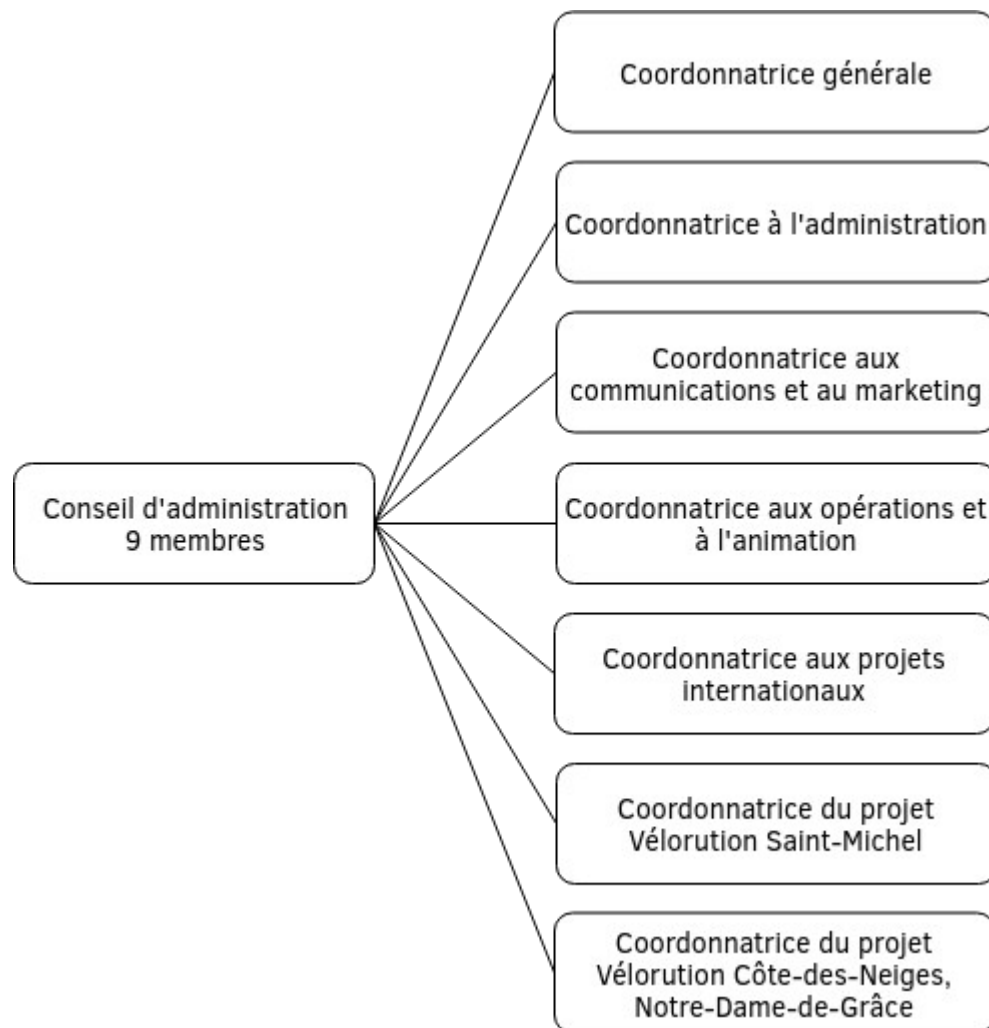 Coordonnatrice générale
Coordonnatrice à l'administration
Coordonnatrice aux
communications et au marketing
Conseil d'administration
9 membres
Coordonnatrice aux opérations et
à l'animation
Coordonnatrice aux projets
internationaux
Coordonnatrice du projet
Vélorution Saint-Michel
Coordonnatrice du projet
Vélorution Côte-des-Neiges,
Notre-Dame-de-Grâce